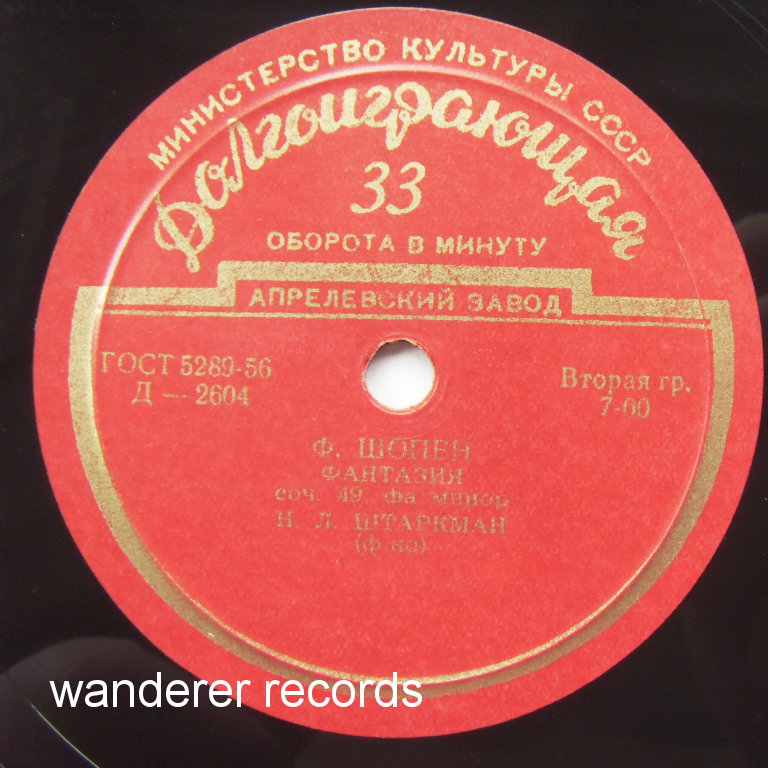 МИНИСТЕРСТВО КУЛЬТУРЫ СССР
Долгоиграющая
33
ОБОРОТА В МИНУТУ
АПРЕЛЕВСКИЙ ЗАВОД
ГОСТ 5289-56
Д — 2604
Вторая гр.
7-00
Ф. ШОПЕН
ФАНТАЗИЯ
соч. 49, фа минор
Н. Л. ШТАРКМАН
(ф-но)
wanderer records